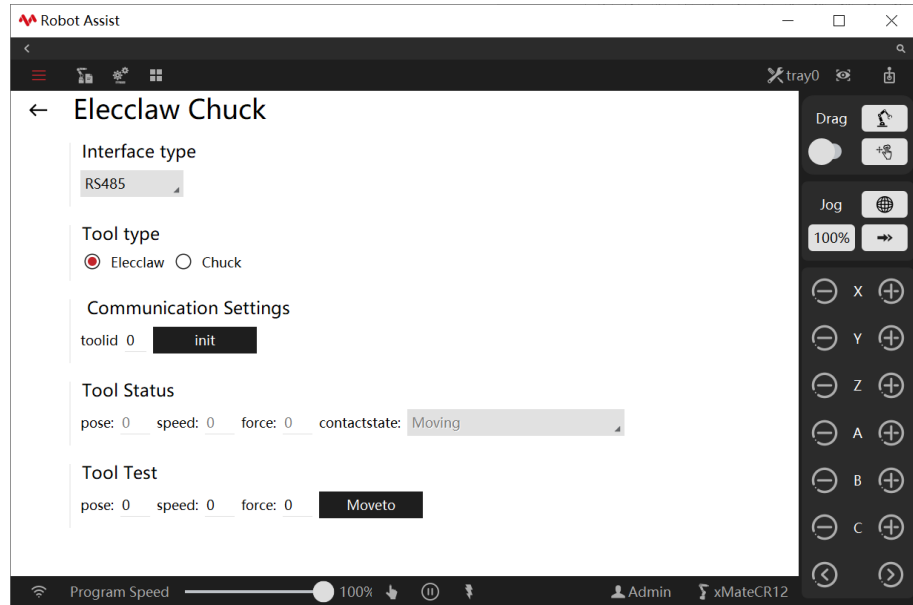 Robot Assist
tray0
Elecclaw Chuck
Interface type
RS485
Tool type
Elecclaw Chuck
Communication Settings
toolid 0 init
Tool Status
pose: 0 speed: 0 force: 0 contactstate: Moving
Tool Test
pose: 0 speed: 0 force: 0 Moveto
Drag
Jog
100%
X
Y
Z
A
B
C
Program Speed 100% Admin xMateCR12